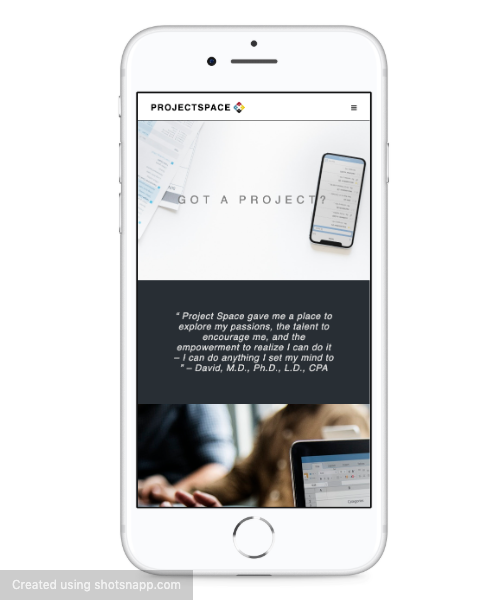 PROJECTSPACE
GOT A PROJECT?
" Project Space gave me a place to
explore my passions, the talent to
encourage me, and the
empowerment to realize I can do it
– I can do anything I set my mind to
" – David, M.D., Ph.D., L.D., CPA
Created using shotsnapp.com